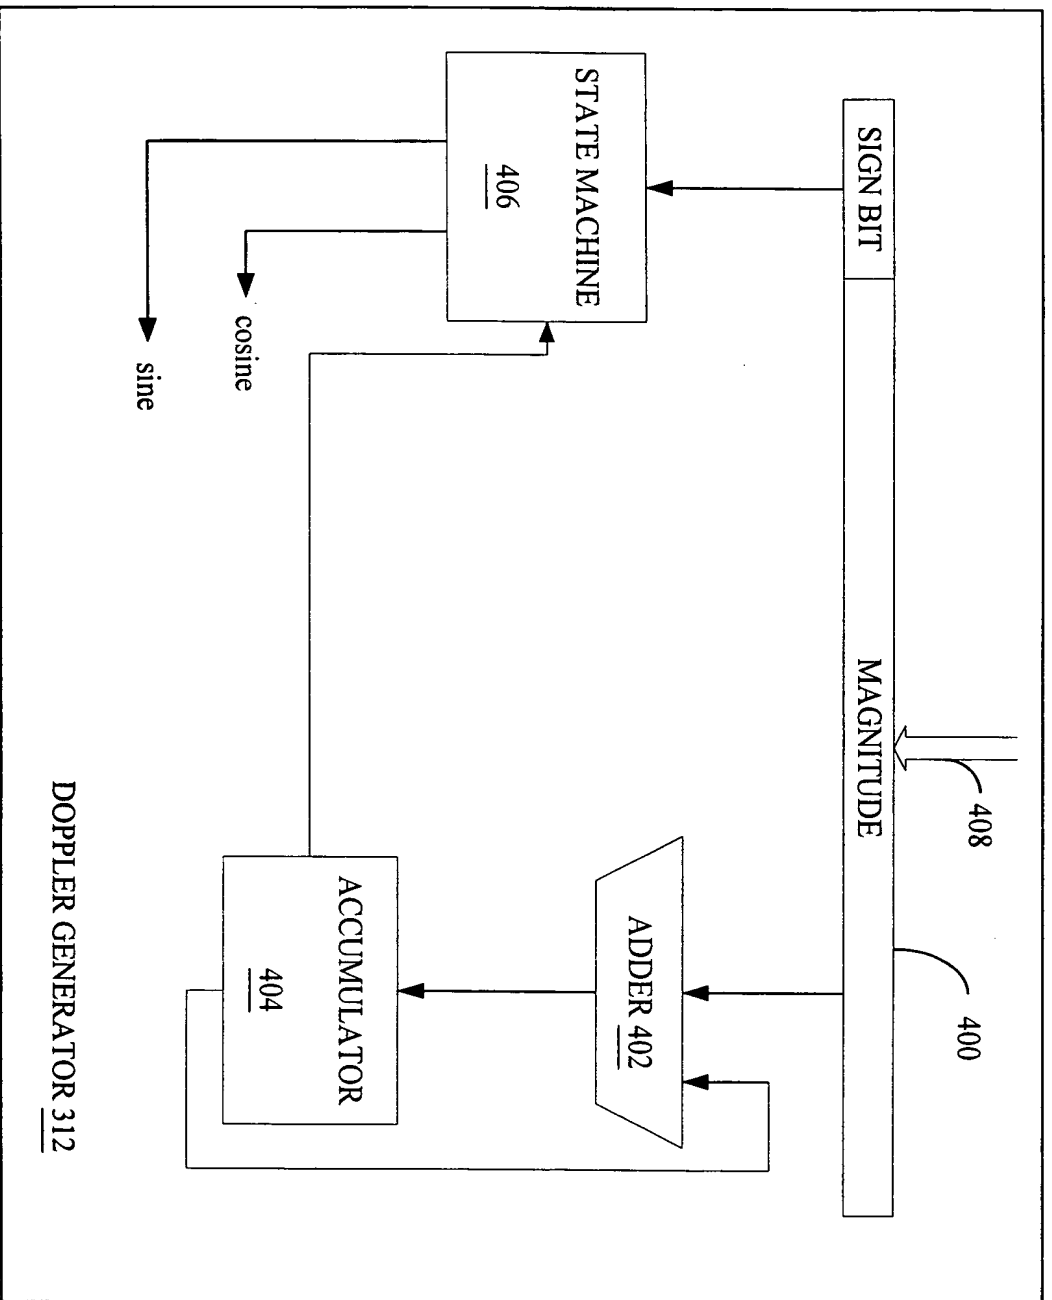 408
400
SIGN BIT
MAGNITUDE
STATE MACHINE
406
ADDER 402
ACCUMULATOR
404
cosine
sine
DOPPLER GENERATOR 312